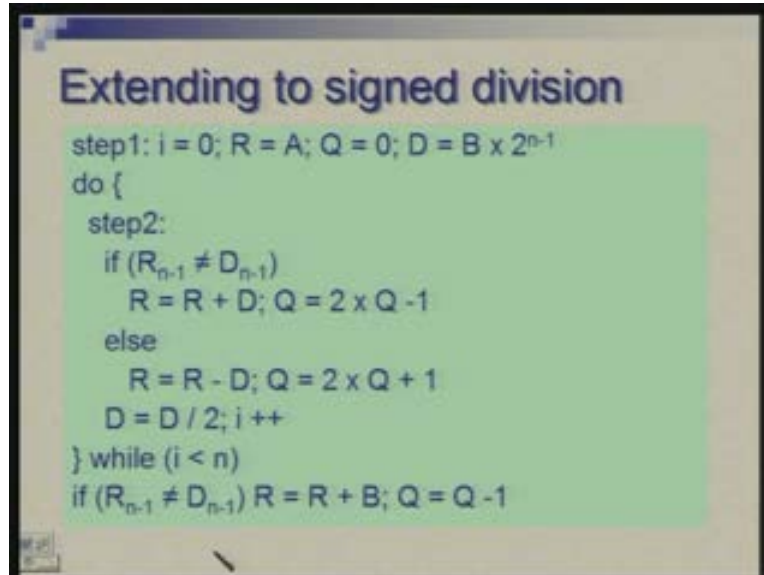 Extending to signed division
step1: i = 0; R = A; Q = 0; D = B x 2ⁿ⁻¹
do {
step2:
if (Rₙ₋₁ ≠ Dₙ₋₁)
R = R + D; Q = 2 x Q -1
else
R = R - D; Q = 2 x Q + 1
D = D / 2; i ++
} while (i < n)
if (Rₙ₋₁ ≠ Dₙ₋₁) R = R + B; Q = Q -1